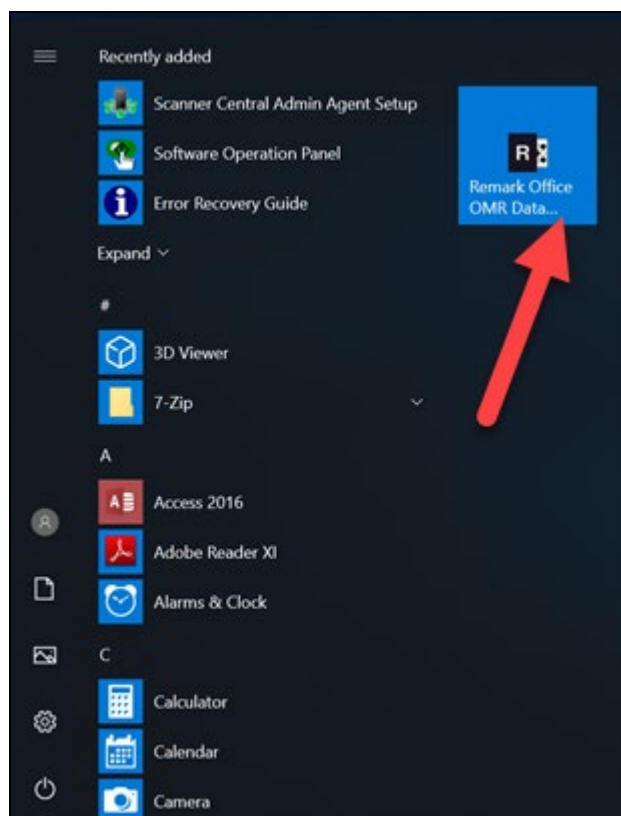 Recently added
Scanner Central Admin Agent Setup
Software Operation Panel
Error Recovery Guide
Expand
R
Remark Office
OMR Data...
#
3D Viewer
7-Zip
A
A
Access 2016
Adobe Reader XI
Alarms & Clock
C
Calculator
Calendar
Camera